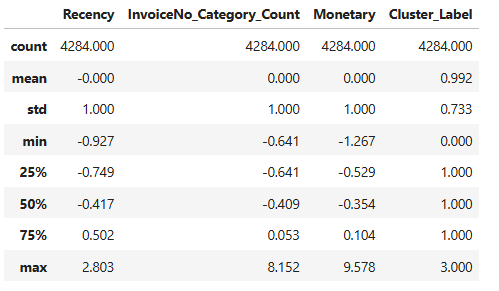 Recency InvoiceNo_Category_Count Monetary Cluster_Label
count 4284.000 4284.000 4284.000 4284.000
mean -0.000 0.000 0.000 0.992
std 1.000 1.000 1.000 0.733
min -0.927 -0.641 -1.267 0.000
25% -0.749 -0.641 -0.529 1.000
50% -0.417 -0.409 -0.354 1.000
75% 0.502 0.053 0.104 1.000
max 2.803 8.152 9.578 3.000